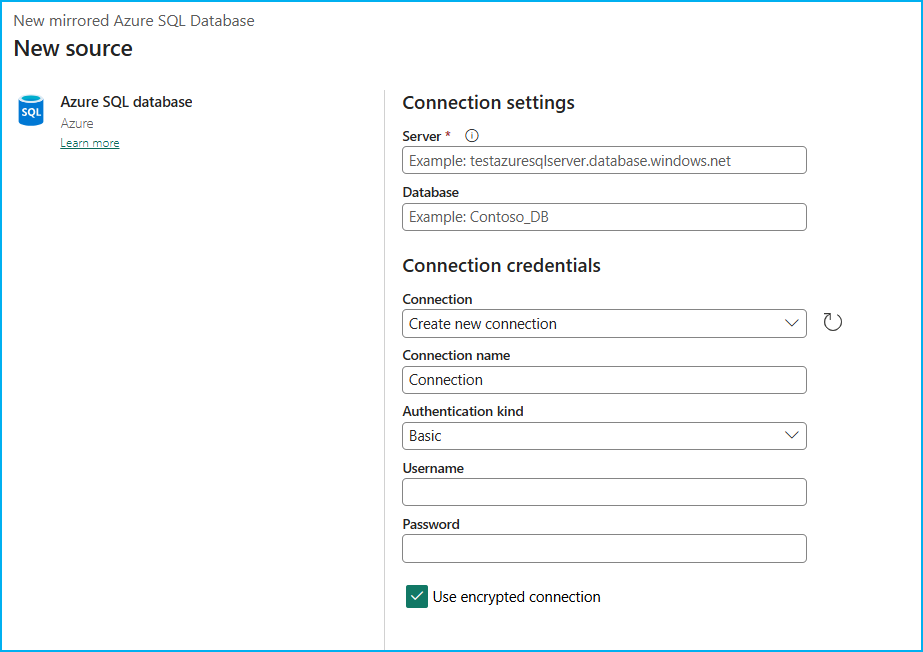 New mirrored Azure SQL Database
New source
SQL
Azure SQL database
Azure
Learn more
Connection settings
Server *
Example: testazuresqlserver.database.windows.net
Database
Example: Contoso_DB
Connection credentials
Connection
Create new connection
Connection name
Connection
Authentication kind
Basic
Username
Password
Use encrypted connection